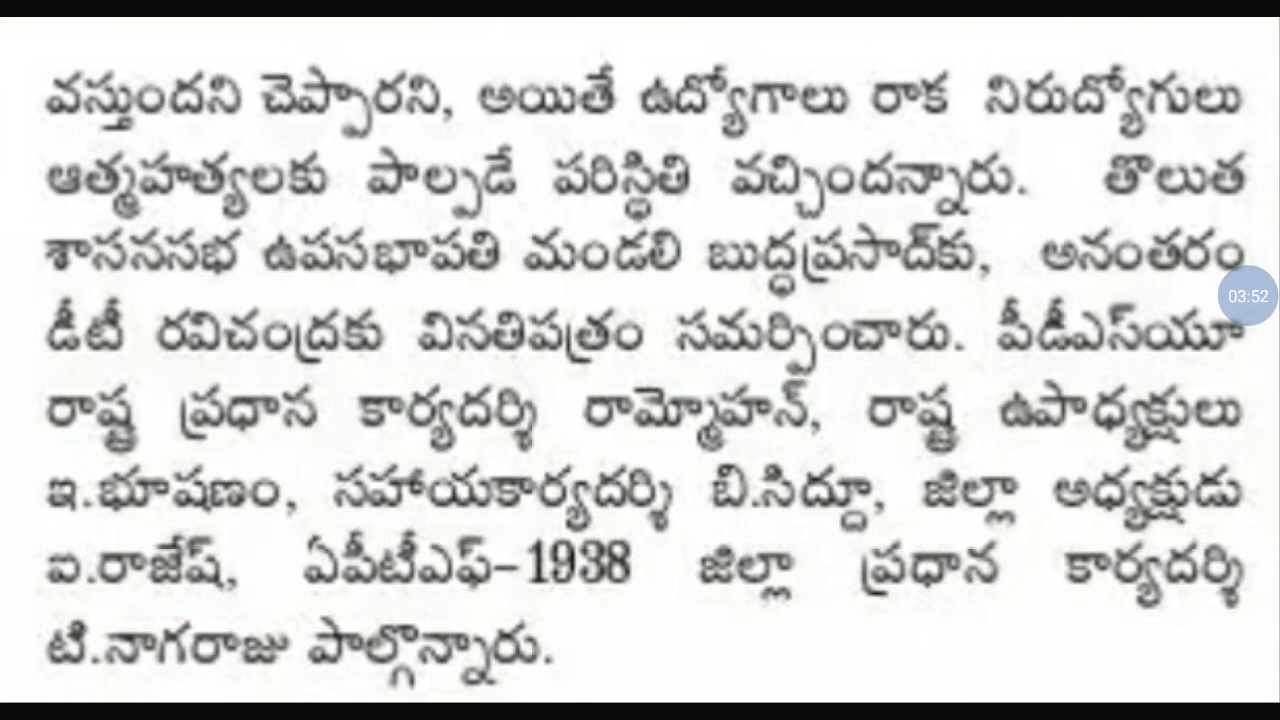 వస్తుందని చెప్పారని, అయితే ఉద్యోగాలు రాక నిరుద్యోగులు
ఆత్మహత్యలకు పాల్పడే పరిస్థితి వచ్చిందన్నారు. తొలుత
శాసనసభ ఉపసభాపతి మండలి బుద్ధప్రసాద్‌కు, అనంతరం
డీటీ రవిచంద్రకు వినతిపత్రం సమర్పించారు. పీడీఎస్‌యూ
రాష్ట్ర ప్రధాన కార్యదర్శి రామ్మోహన్, రాష్ట్ర ఉపాధ్యక్షులు
ఇ.భూషణం, సహాయకార్యదర్శి బి.సిద్దూ, జిల్లా అధ్యక్షుడు
ఐ.రాజేష్, ఏపీటీఎఫ్–1938 జిల్లా ప్రధాన కార్యదర్శి
టి.నాగరాజు పాల్గొన్నారు.
03:52